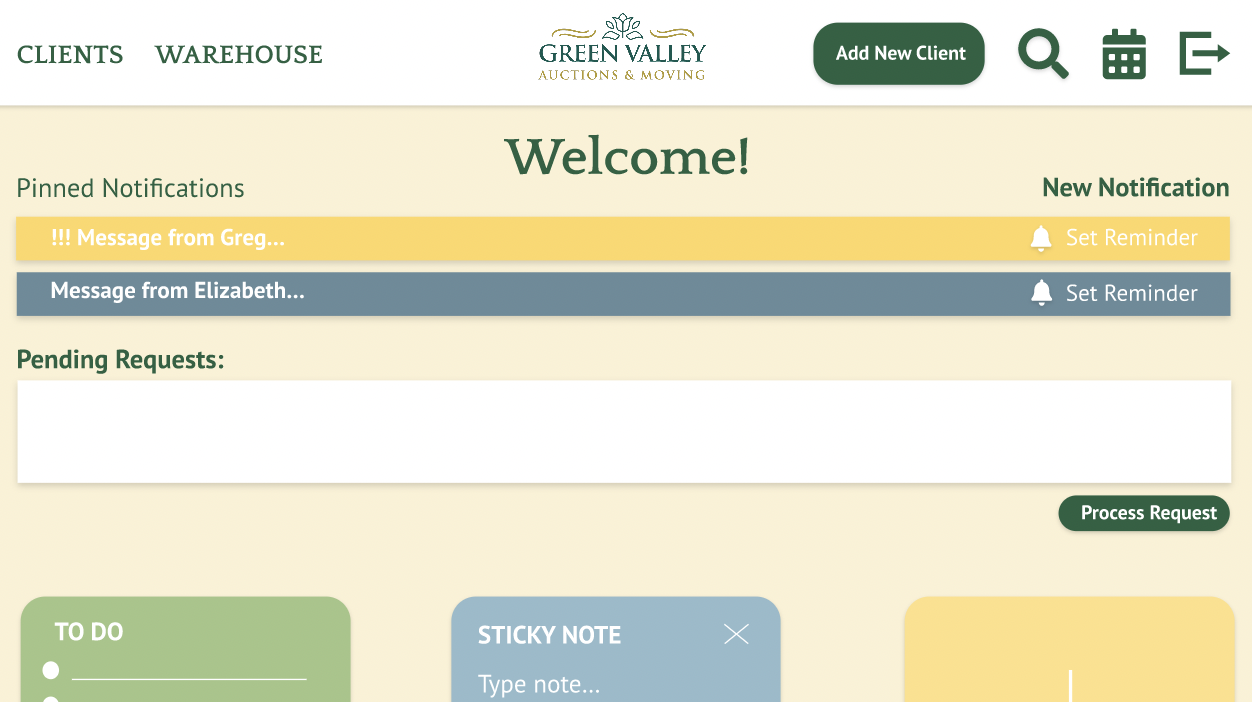 CLIENTS WAREHOUSE
GREEN VALLEY
AUCTIONS & MOVING
Add New Client
Welcome!
Pinned Notifications
New Notification
!!! Message from Greg...
Set Reminder
Message from Elizabeth...
Set Reminder
Pending Requests:
Process Request
TO DO
STICKY NOTE
Type note...